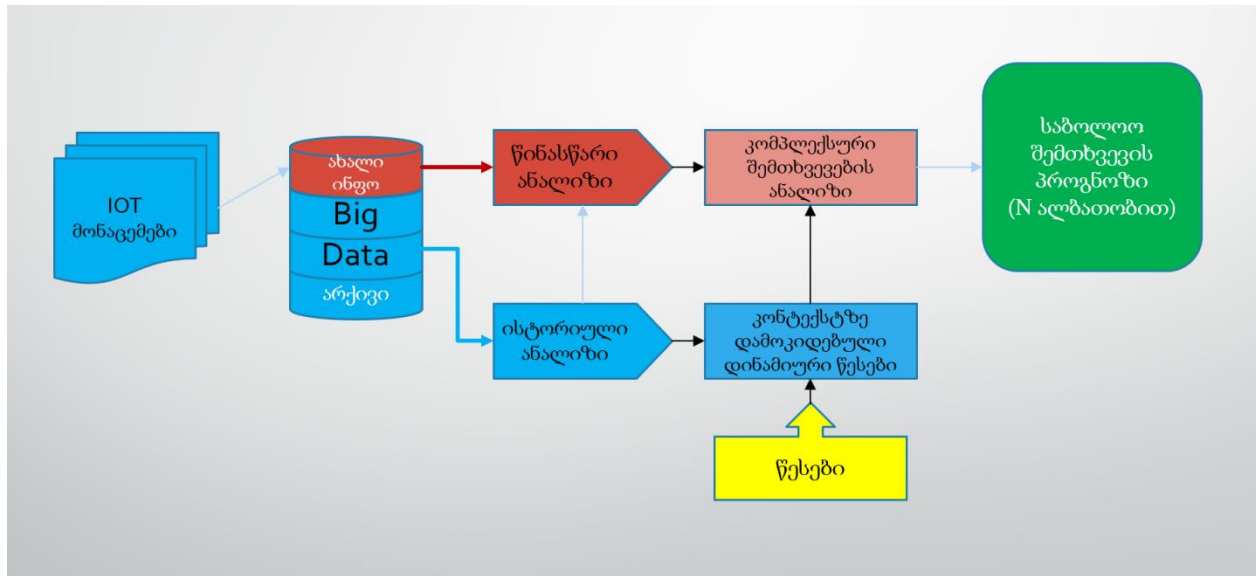 IOT
მონაცემები
ახალი
ინფო
Big
Data
არქივი
წინასწარი
ანალიზი
კომპლექსური
შემთხვევების
ანალიზი
საბოლოო
შემთხვევის
პროგნოზი
(N ალბათობით)
ისტორიული
ანალიზი
კონტექსტზე
დამოკიდებული
დინამიური წესები
წესები